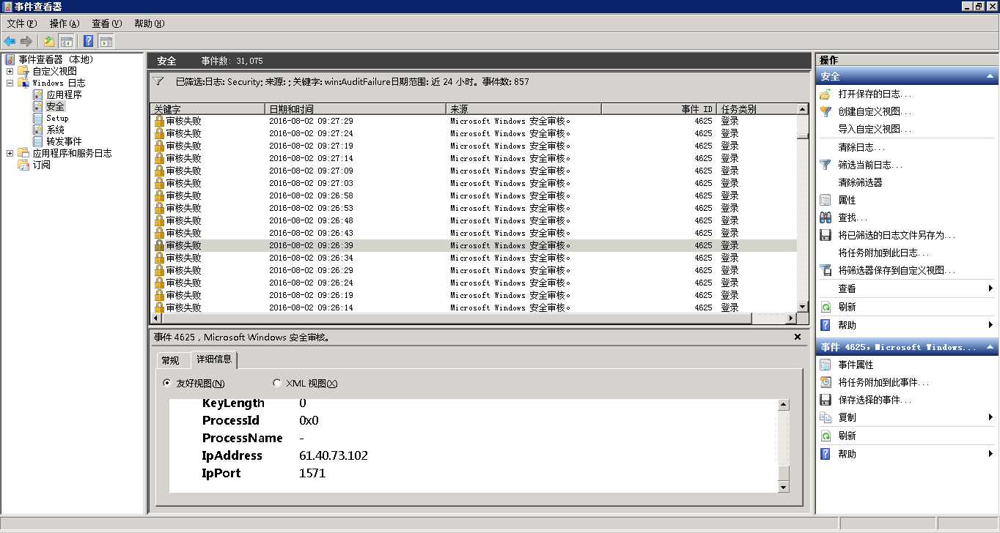 事件查看器
文件(F) 操作(A) 查看(V) 帮助(H)
事件查看器 (本地)
自定义视图
Windows 日志
应用程序
安全
Setup
系统
转发事件
应用程序和服务日志
订阅
安全 事件数: 31,075
已筛选:日志: Security; 来源: ; 关键字: win:AuditFailure日期范围: 近 24 小时。事件数: 857
关键字 日期和时间 来源 事件 ID 任务类别
审核失败 2016-08-02 09:27:29 Microsoft Windows 安全审核。 4625 登录
审核失败 2016-08-02 09:27:24 Microsoft Windows 安全审核。 4625 登录
审核失败 2016-08-02 09:27:19 Microsoft Windows 安全审核。 4625 登录
审核失败 2016-08-02 09:27:14 Microsoft Windows 安全审核。 4625 登录
审核失败 2016-08-02 09:27:09 Microsoft Windows 安全审核。 4625 登录
审核失败 2016-08-02 09:27:03 Microsoft Windows 安全审核。 4625 登录
审核失败 2016-08-02 09:26:58 Microsoft Windows 安全审核。 4625 登录
审核失败 2016-08-02 09:26:53 Microsoft Windows 安全审核。 4625 登录
审核失败 2016-08-02 09:26:48 Microsoft Windows 安全审核。 4625 登录
审核失败 2016-08-02 09:26:43 Microsoft Windows 安全审核。 4625 登录
审核失败 2016-08-02 09:26:39 Microsoft Windows 安全审核。 4625 登录
审核失败 2016-08-02 09:26:34 Microsoft Windows 安全审核。 4625 登录
审核失败 2016-08-02 09:26:29 Microsoft Windows 安全审核。 4625 登录
审核失败 2016-08-02 09:26:24 Microsoft Windows 安全审核。 4625 登录
审核失败 2016-08-02 09:26:19 Microsoft Windows 安全审核。 4625 登录
审核失败 2016-08-02 09:26:14 Microsoft Windows 安全审核。 4625 登录
事件 4625，Microsoft Windows 安全审核。
常规 详细信息
友好视图(N) XML 视图(X)
KeyLength 0
ProcessId 0x0
ProcessName -
IpAddress 61.40.73.102
IpPort 1571
操作
安全
打开保存的日志...
创建自定义视图...
导入自定义视图...
清除日志...
筛选当前日志...
清除筛选器
属性
查找...
将已筛选的日志文件另存为...
将任务附加到此日志...
将筛选器保存到自定义视图...
查看
刷新
帮助
事件 4625，Microsoft Windows...
事件属性
将任务附加到此事件...
保存选择的事件...
复制
刷新
帮助